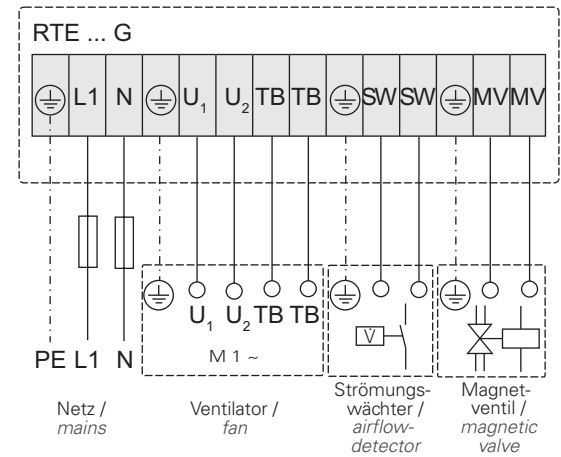 RTE ... G
L1 N U1 U2 TB TB SW SW MV MV
U1 U2 TB TB
V̇
M 1 ~
PE L1 N
Netz /
mains
Ventilator /
fan
Strömungs-
wächter /
airflow-
detector
Magnet-
ventil /
magnetic
valve